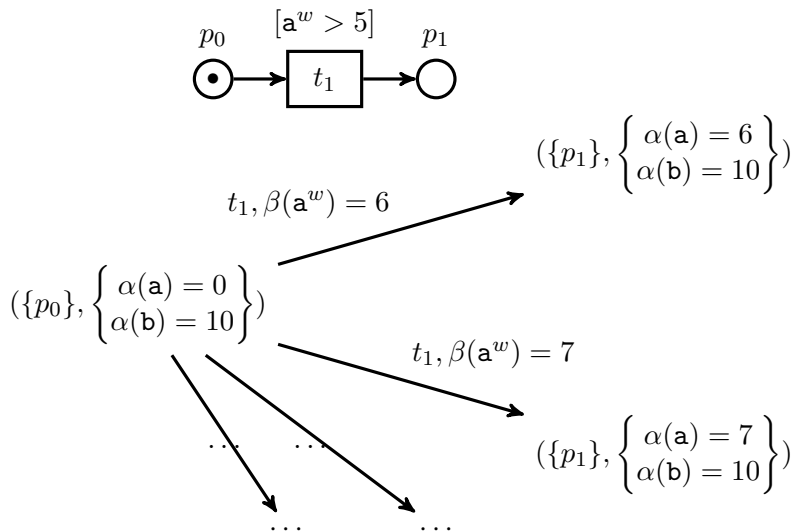 [a^w > 5]
p_0
p_1
t_1
({p_1}, {α(a) = 6
α(b) = 10})
t_1, β(a^w) = 6
({p_0}, {α(a) = 0
α(b) = 10})
t_1, β(a^w) = 7
({p_1}, {α(a) = 7
α(b) = 10})
... ...
... ...